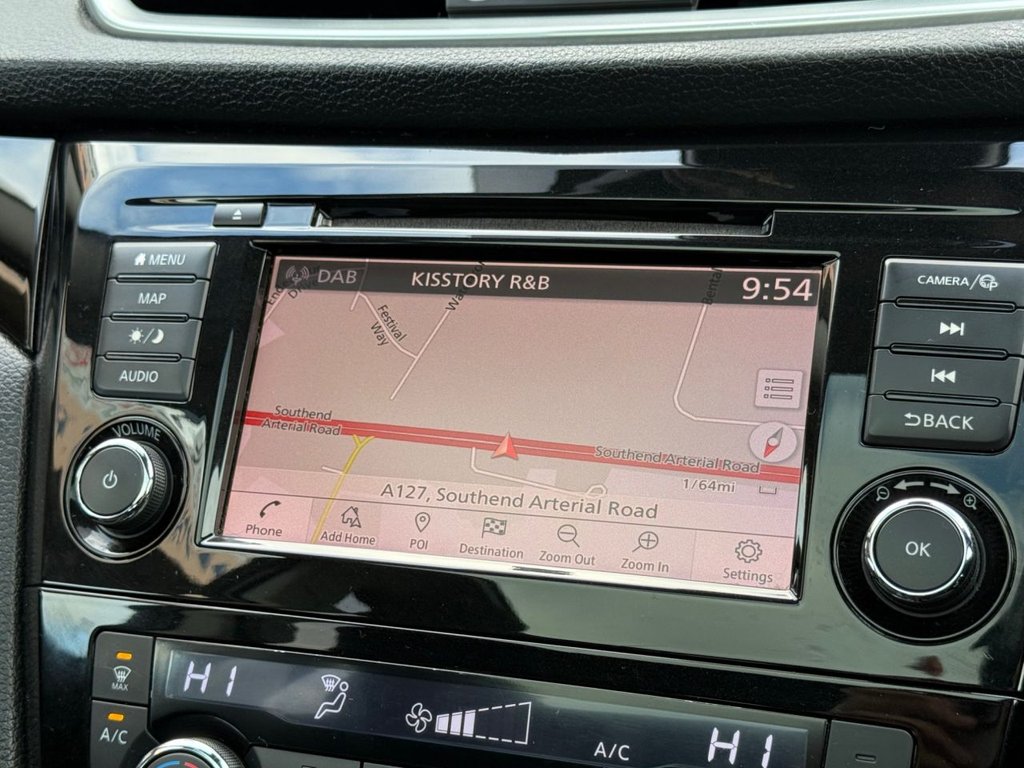 MENU
MAP
AUDIO
VOLUME
DAB
KISSTORY R&B
9:54
Festival
Way
Southend
Arterial Road
Southend Arterial Road
1/64mi
A127, Southend Arterial Road
Phone
Add Home
POI
Destination
Zoom Out
Zoom In
Settings
CAMERA/
BACK
OK
MAX
A/C
HI
A/C
HI